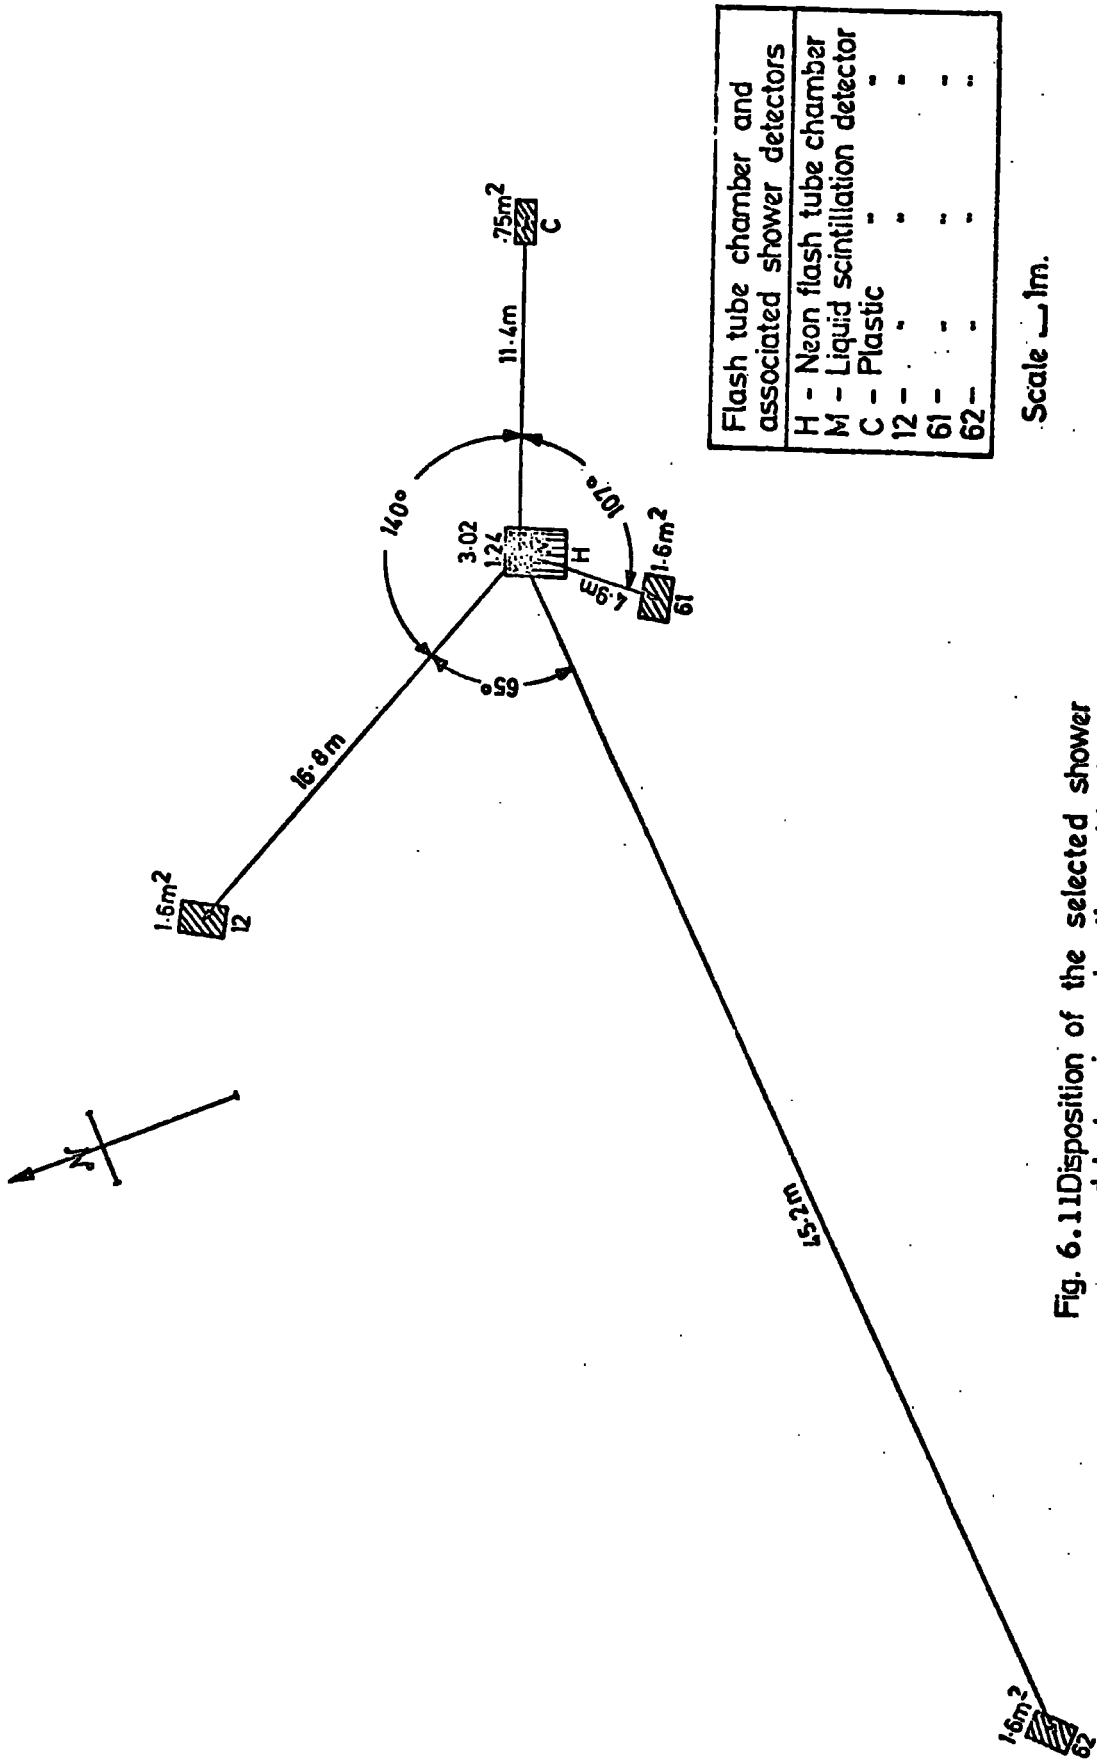 N
1·6m²
12
16·8m
140°
65°
3·02
1·24
H
11·4m
·75m²
C
107°
4·9m
1·6m²
61
45·2m
1·6m²
62
Flash tube chamber and
associated shower detectors
H - Neon flash tube chamber
M - Liquid scintillation detector
C - Plastic " "
12 - " " "
61 - " " "
62 - " " "
Scale 1m.
Fig. 6.11 Disposition of the selected shower